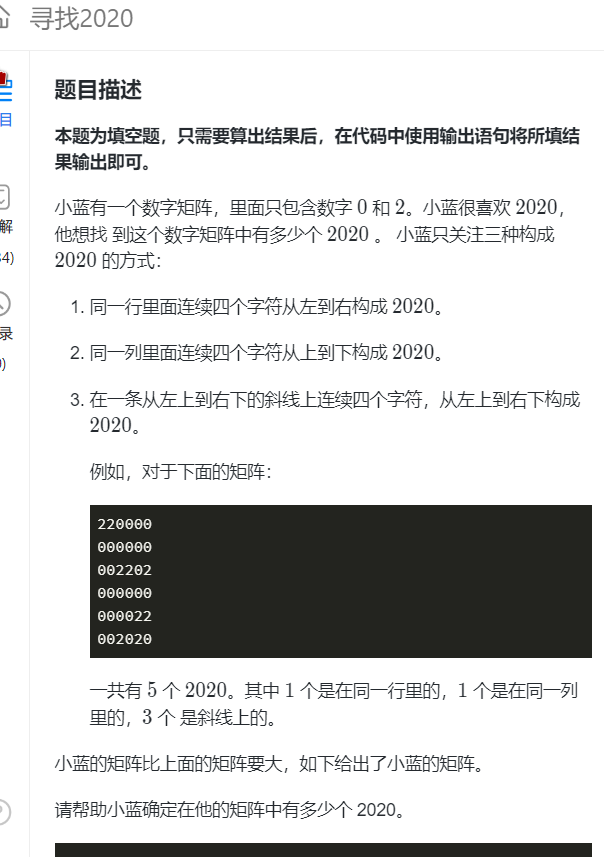 寻找2020
题目描述
目
本题为填空题，只需要算出结果后，在代码中使用输出语句将所填结
果输出即可。
解
小蓝有一个数字矩阵，里面只包含数字 0 和 2。小蓝很喜欢 2020，
他想找 到这个数字矩阵中有多少个 2020 。 小蓝只关注三种构成
2020 的方式：
4)
1. 同一行里面连续四个字符从左到右构成 2020。
录
2. 同一列里面连续四个字符从上到下构成 2020。
)
3. 在一条从左上到右下的斜线上连续四个字符，从左上到右下构成
2020。
例如，对于下面的矩阵：
220000
000000
002202
000000
000022
002020
一共有 5 个 2020。其中 1 个是在同一行里的，1 个是在同一列
里的，3 个 是斜线上的。
小蓝的矩阵比上面的矩阵要大，如下给出了小蓝的矩阵。
请帮助小蓝确定在他的矩阵中有多少个 2020。